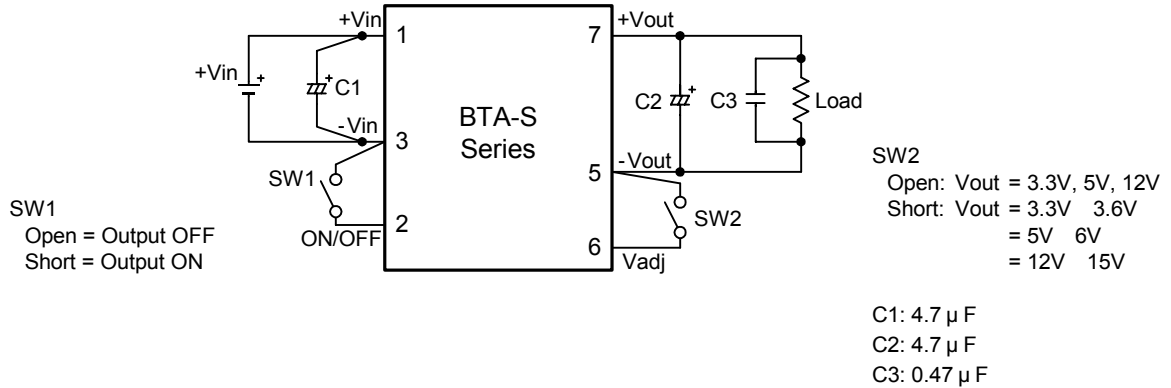 +Vin
1
7
+Vout
+Vin
+
+
C1
BTA-S
Series
C2
+
C3
Load
-Vin
3
SW1
2
ON/OFF
5
-Vout
SW2
6
Vadj
SW1
Open = Output OFF
Short = Output ON
SW2
Open: Vout = 3.3V, 5V, 12V
Short: Vout = 3.3V 3.6V
= 5V 6V
= 12V 15V
C1: 4.7 μ F
C2: 4.7 μ F
C3: 0.47 μ F